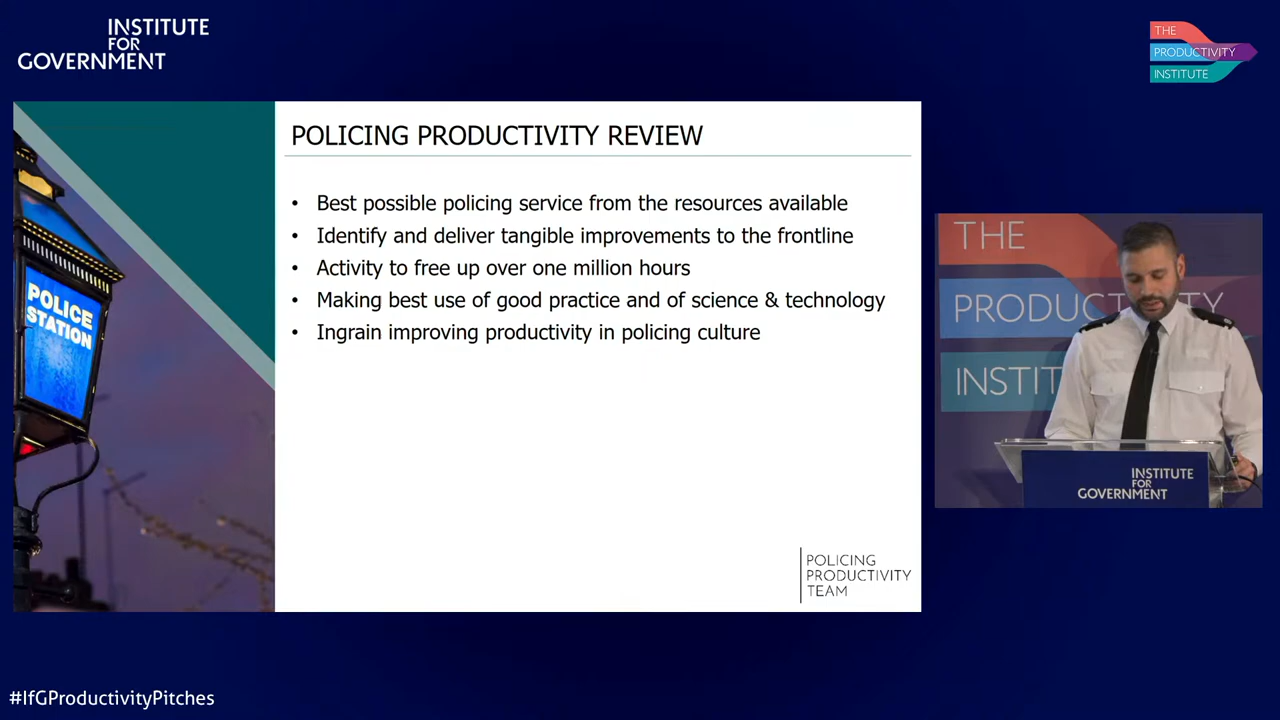 INSTITUTE
FOR
GOVERNMENT
THE
PRODUCTIVITY
INSTITUTE
POLICING PRODUCTIVITY REVIEW
• Best possible policing service from the resources available
• Identify and deliver tangible improvements to the frontline
• Activity to free up over one million hours
• Making best use of good practice and of science & technology
• Ingrain improving productivity in policing culture
POLICE
STATION
POLICING
PRODUCTIVITY
TEAM
THE
PRODUCTIVITY
INSTIT
INSTITUTE
FOR
GOVERNMENT
#IfGProductivityPitches